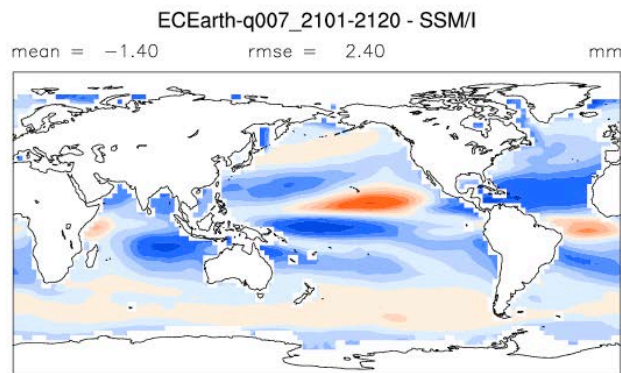 ECEarth-q007_2101-2120 - SSM/I
mean = -1.40 rmse = 2.40 mm